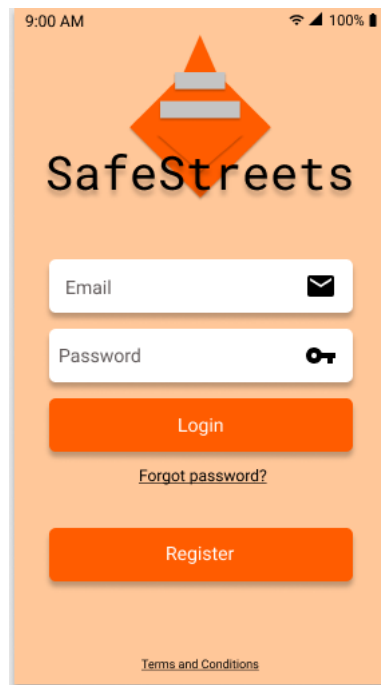 9:00 AM 100%
SafeStreets
Email
Password
Login
Forgot password?
Register
Terms and Conditions